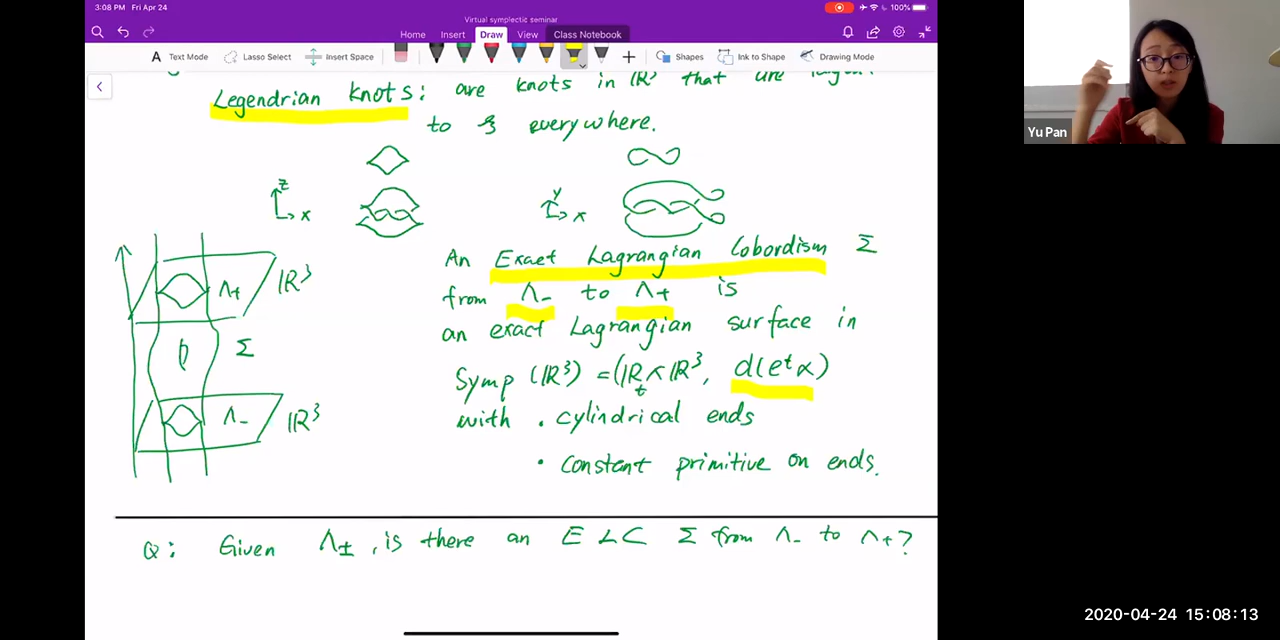 3:08 PM Fri Apr 24
100%
Virtual symplectic seminar
Home Insert Draw View Class Notebook
Text Mode Lasso Select Insert Space Shapes Ink to Shape Drawing Mode
Legendrian knots: are knots in ℝ³ that are
to ξ everywhere.
z
x
y
x
Λ+ ℝ³
Σ
Λ- ℝ³
An Exact Lagrangian Cobordism Σ
from Λ- to Λ+ is
an exact Lagrangian surface in
Symp (ℝ³) = (ℝt × ℝ³, d(e^t α))
with • cylindrical ends
• constant primitive on ends.
Q: Given Λ±, is there an ELC Σ from Λ- to Λ+?
Yu Pan
2020-04-24 15:08:13